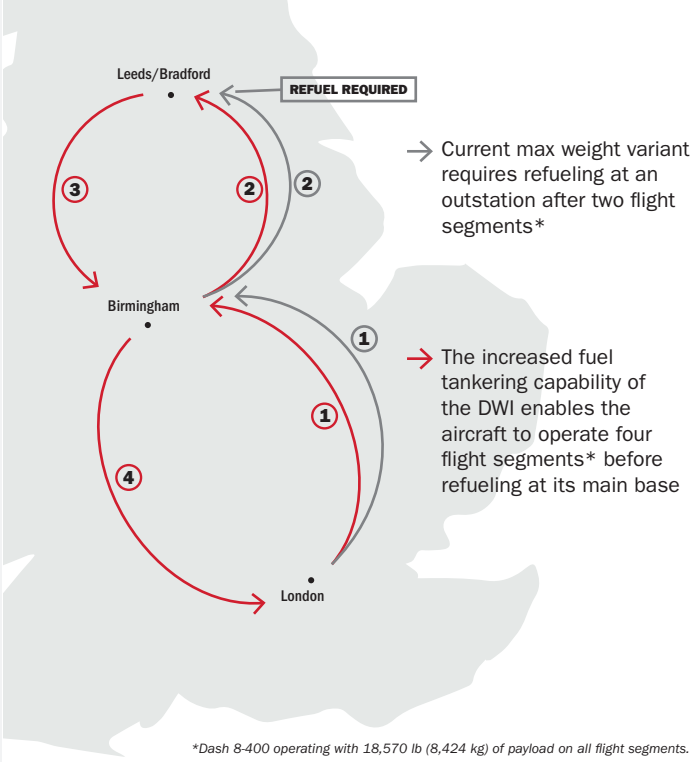 Leeds/Bradford
REFUEL REQUIRED
Current max weight variant
requires refueling at an
outstation after two flight
segments*
3
2
2
Birmingham
1
The increased fuel
tankering capability of
the DWI enables the
aircraft to operate four
flight segments* before
refueling at its main base
1
4
London
*Dash 8-400 operating with 18,570 lb (8,424 kg) of payload on all flight segments.